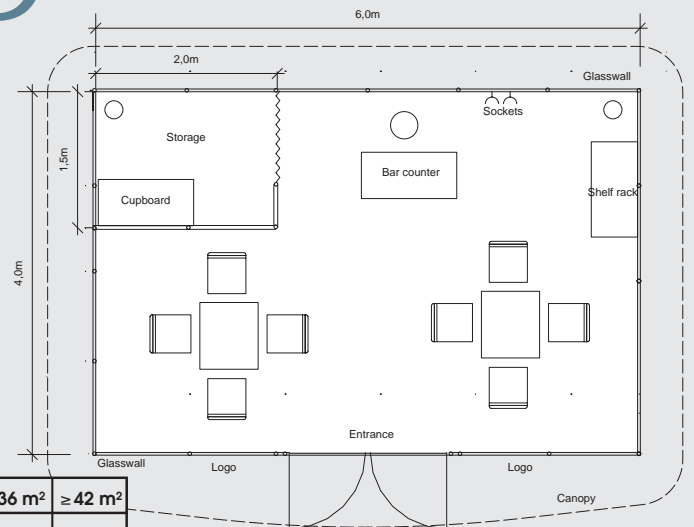 6,0m
2,0m
Glasswall
Sockets
Storage
1,5m
Bar counter
Cupboard
Shelf rack
4,0m
Entrance
Glasswall
Logo
Logo
36 m² ≥ 42 m²
Canopy